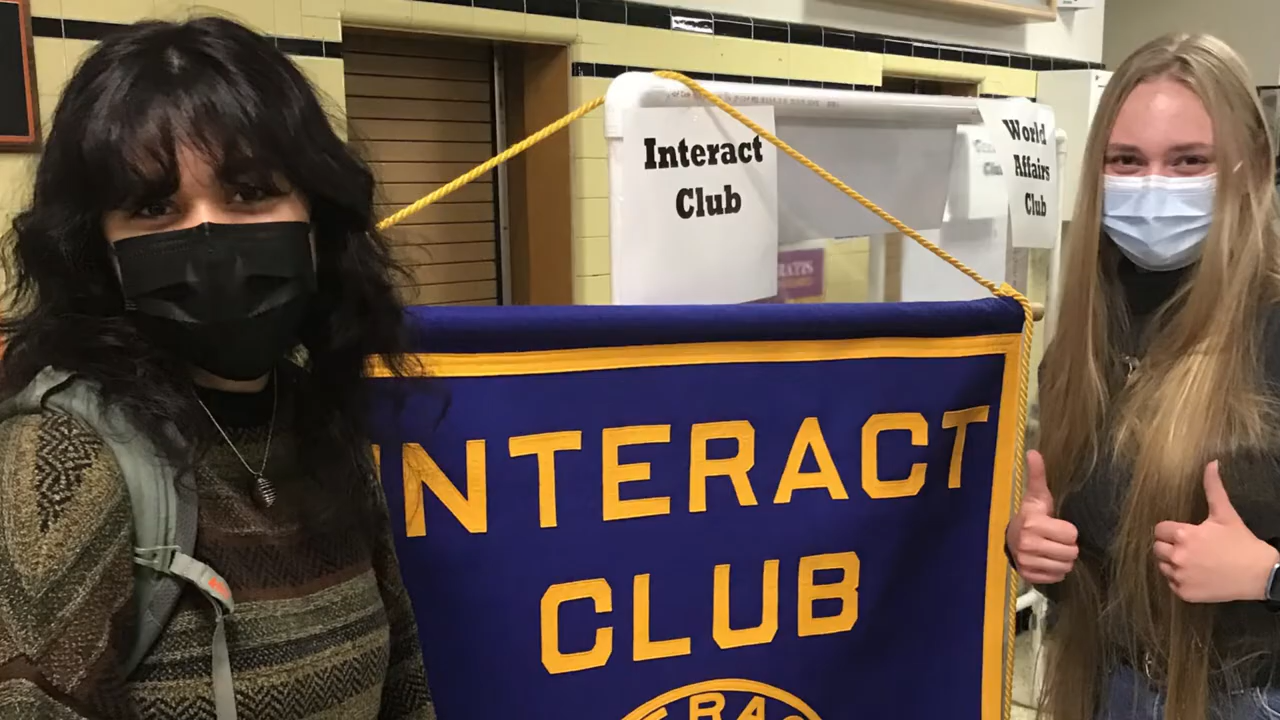 Interact
Club
World
Affairs
Club
INTERACT
CLUB